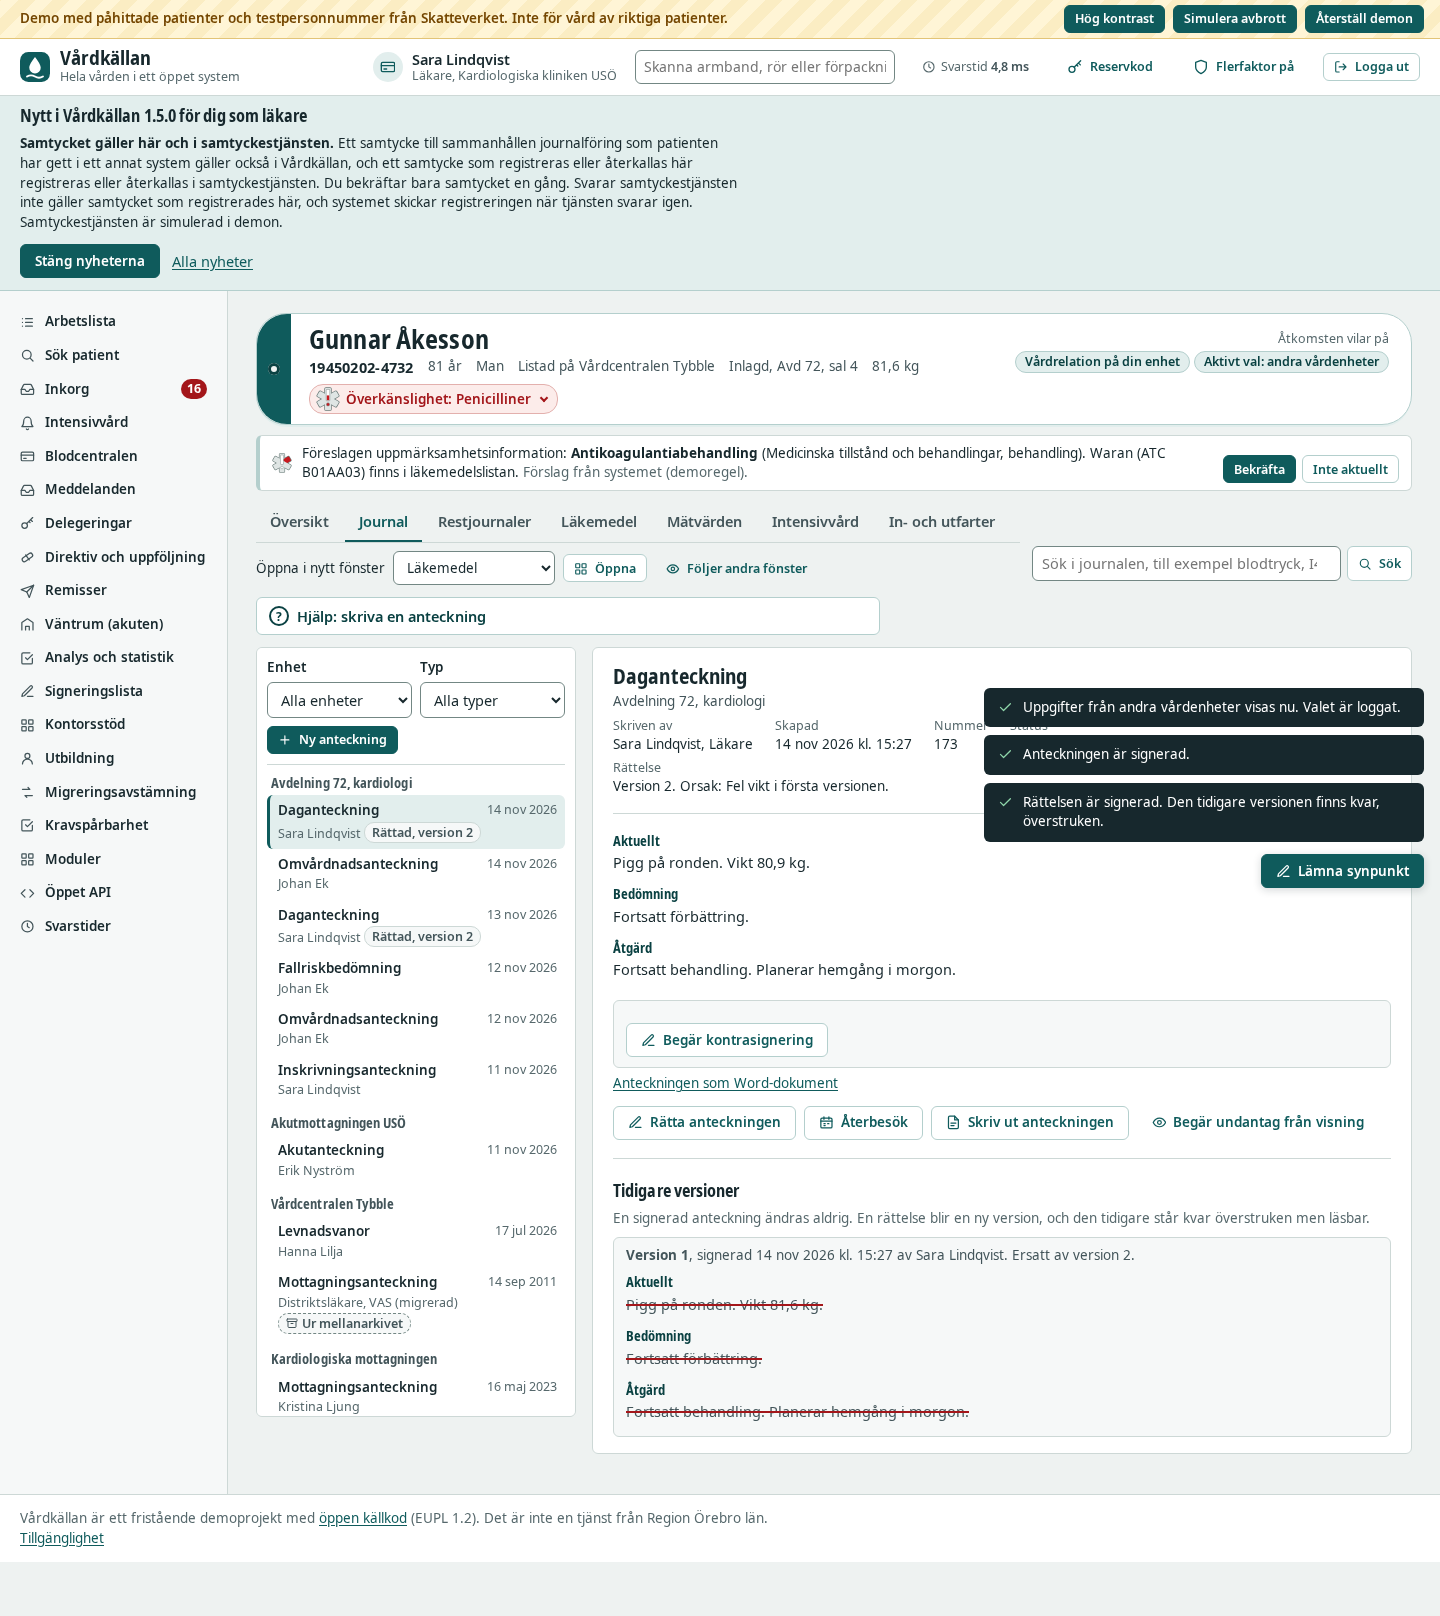 Demo med påhittade patienter och testpersonnummer från Skatteverket. Inte för vård av riktiga patienter.
Hög kontrast
Simulera avbrott
Återställ demon
Vårdkällan
Hela vården i ett öppet system
Sara Lindqvist
Läkare, Kardiologiska kliniken USÖ
Skanna armband, rör eller förpackni
Svarstid 4,8 ms
Reservkod
Flerfaktor på
Logga ut
Nytt i Vårdkällan 1.5.0 för dig som läkare
Samtycket gäller här och i samtyckestjänsten. Ett samtycke till sammanhållen journalföring som patienten
har gett i ett annat system gäller också i Vårdkällan, och ett samtycke som registreras eller återkallas här
registreras eller återkallas i samtyckestjänsten. Du bekräftar bara samtycket en gång. Svarar samtyckestjänsten
inte gäller samtycket som registrerades här, och systemet skickar registreringen när tjänsten svarar igen.
Samtyckestjänsten är simulerad i demon.
Stäng nyheterna
Alla nyheter
Arbetslista
Sök patient
Inkorg
16
Intensivvård
Blodcentralen
Meddelanden
Delegeringar
Direktiv och uppföljning
Remisser
Väntrum (akuten)
Analys och statistik
Signeringslista
Kontorsstöd
Utbildning
Migreringsavstämning
Kravspårbarhet
Moduler
Öppet API
Svarstider
Gunnar Åkesson
19450202-4732 81 år Man Listad på Vårdcentralen Tybble Inlagd, Avd 72, sal 4 81,6 kg
Överkänslighet: Penicilliner
Åtkomsten vilar på
Vårdrelation på din enhet
Aktivt val: andra vårdenheter
Föreslagen uppmärksamhetsinformation: Antikoagulantiabehandling (Medicinska tillstånd och behandlingar, behandling). Waran (ATC
B01AA03) finns i läkemedelslistan. Förslag från systemet (demoregel).
Bekräfta
Inte aktuellt
Översikt
Journal
Restjournaler
Läkemedel
Mätvärden
Intensivvård
In- och utfarter
Öppna i nytt fönster
Läkemedel
Öppna
Följer andra fönster
Sök i journalen, till exempel blodtryck, I
Sök
? Hjälp: skriva en anteckning
Enhet
Typ
Alla enheter
Alla typer
Ny anteckning
Avdelning 72, kardiologi
Daganteckning 14 nov 2026
Sara Lindqvist Rättad, version 2
Omvårdnadsanteckning 14 nov 2026
Johan Ek
Daganteckning 13 nov 2026
Sara Lindqvist Rättad, version 2
Fallriskbedömning 12 nov 2026
Johan Ek
Omvårdnadsanteckning 12 nov 2026
Johan Ek
Inskrivningsanteckning 11 nov 2026
Sara Lindqvist
Akutmottagningen USÖ
Akutanteckning 11 nov 2026
Erik Nyström
Vårdcentralen Tybble
Levnadsvanor 17 jul 2026
Hanna Lilja
Mottagningsanteckning 14 sep 2011
Distriktsläkare, VAS (migrerad)
Ur mellanarkivet
Kardiologiska mottagningen
Mottagningsanteckning 16 maj 2023
Kristina Ljung
Daganteckning
Avdelning 72, kardiologi
Skriven av
Sara Lindqvist, Läkare
Skapad
14 nov 2026 kl. 15:27
Nummer
173
Status
Rättelse
Version 2. Orsak: Fel vikt i första versionen.
Uppgifter från andra vårdenheter visas nu. Valet är loggat.
Anteckningen är signerad.
Rättelsen är signerad. Den tidigare versionen finns kvar,
överstruken.
Lämna synpunkt
Aktuellt
Pigg på ronden. Vikt 80,9 kg.
Bedömning
Fortsatt förbättring.
Åtgärd
Fortsatt behandling. Planerar hemgång i morgon.
Begär kontrasignering
Anteckningen som Word-dokument
Rätta anteckningen
Återbesök
Skriv ut anteckningen
Begär undantag från visning
Tidigare versioner
En signerad anteckning ändras aldrig. En rättelse blir en ny version, och den tidigare står kvar överstruken men läsbar.
Version 1, signerad 14 nov 2026 kl. 15:27 av Sara Lindqvist. Ersatt av version 2.
Aktuellt
Pigg på ronden. Vikt 81,6 kg.
Bedömning
Fortsatt förbättring.
Åtgärd
Fortsatt behandling. Planerar hemgång i morgon.
Vårdkällan är ett fristående demoprojekt med öppen källkod (EUPL 1.2). Det är inte en tjänst från Region Örebro län.
Tillgänglighet